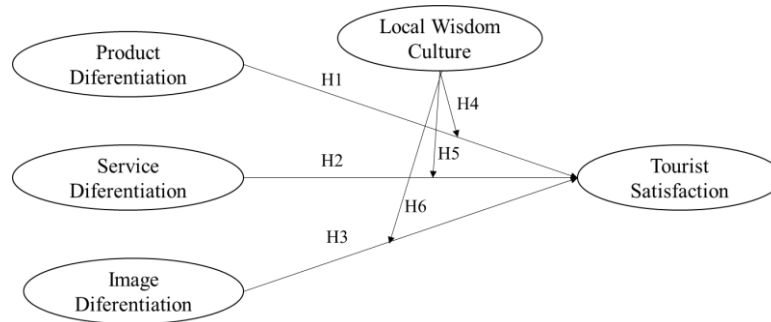 Local Wisdom
Culture
Product
Diferentiation
H1
H4
Service
Diferentiation
H2
H5
Tourist
Satisfaction
H6
H3
Image
Diferentiation